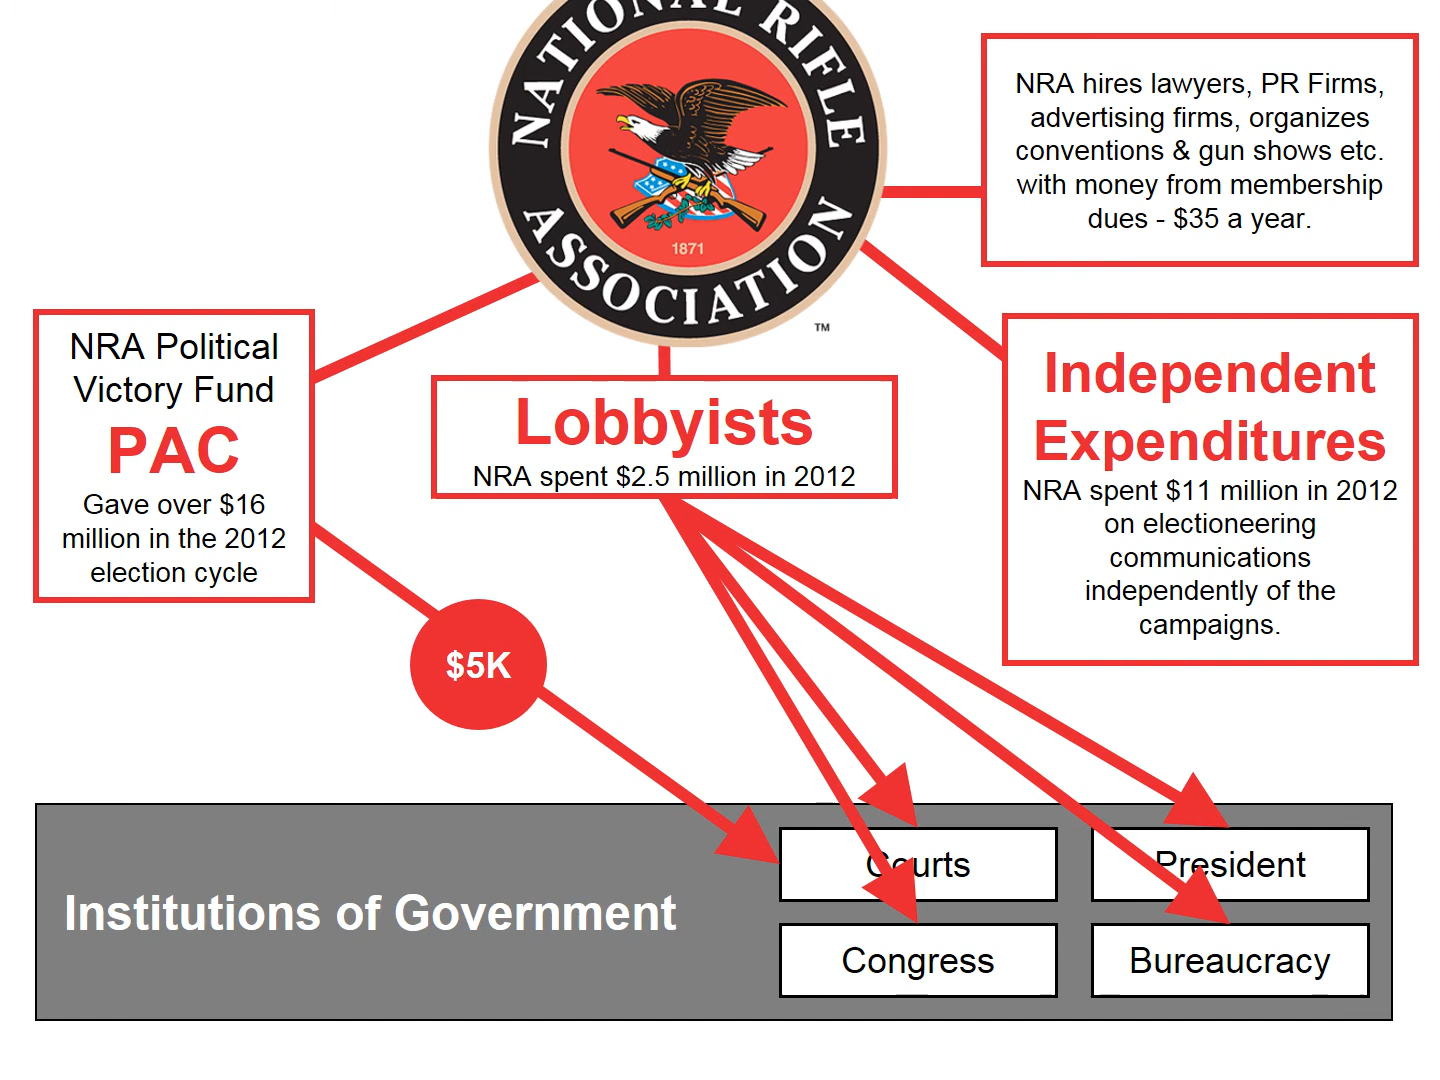 NATIONAL RIFLE
ASSOCIATION
1871
TM
NRA hires lawyers, PR Firms,
advertising firms, organizes
conventions & gun shows etc.
with money from membership
dues - $35 a year.
NRA Political
Victory Fund
PAC
Gave over $16
million in the 2012
election cycle
Lobbyists
NRA spent $2.5 million in 2012
Independent
Expenditures
NRA spent $11 million in 2012
on electioneering
communications
independently of the
campaigns.
$5K
Institutions of Government
Courts
President
Congress
Bureaucracy